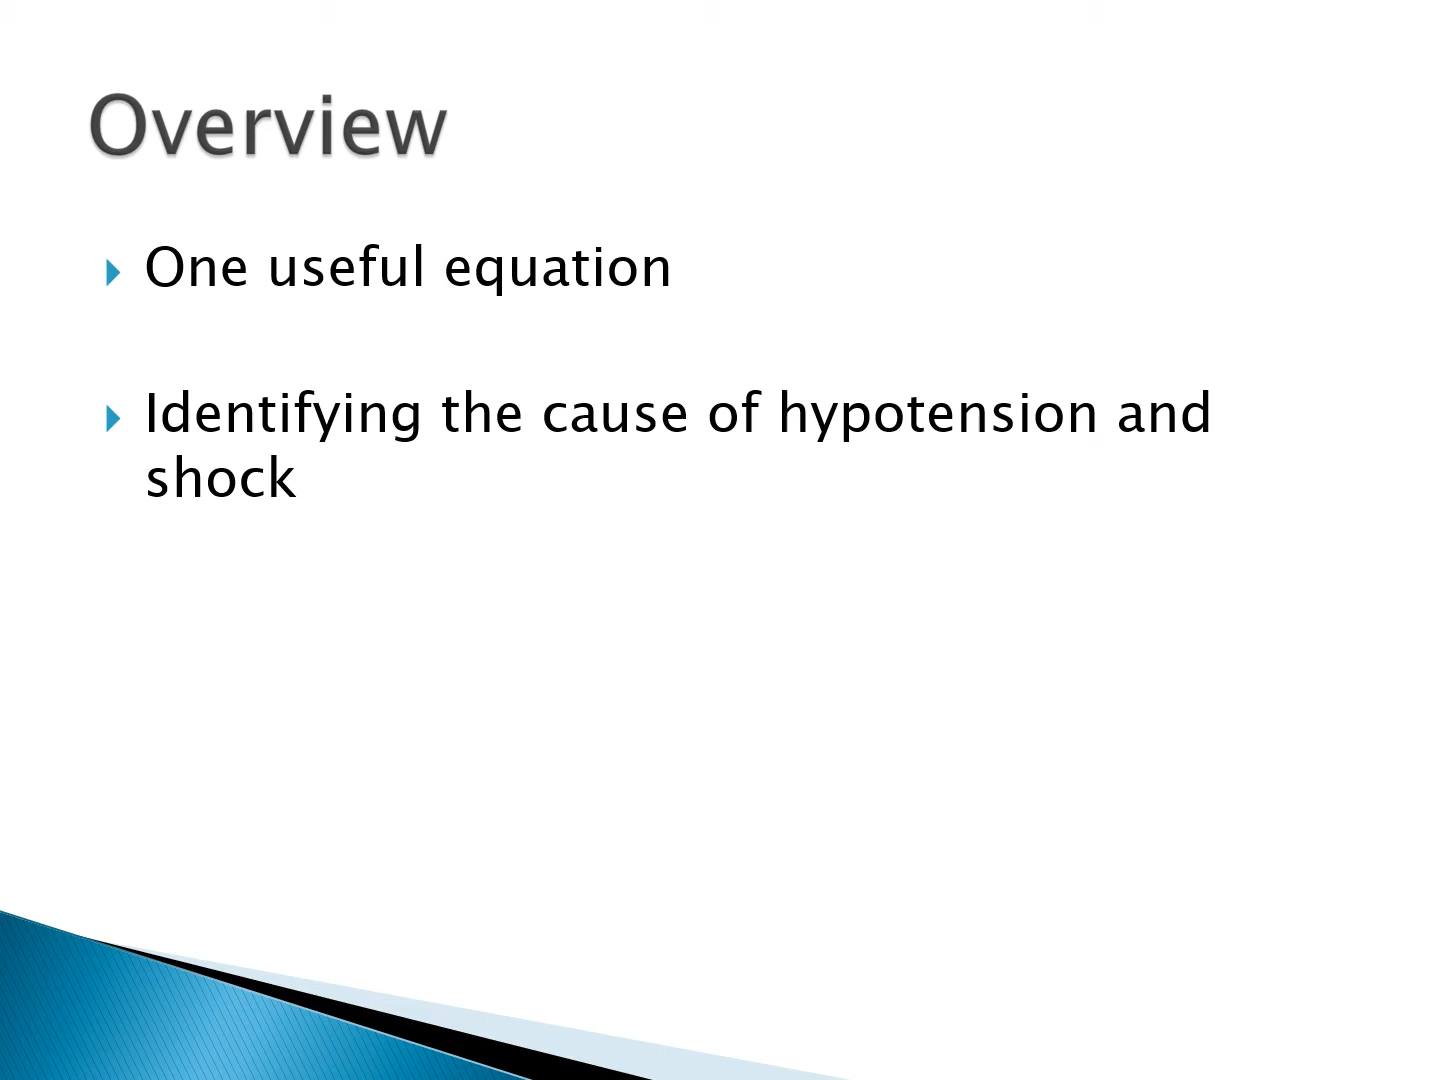 Overview
One useful equation
Identifying the cause of hypotension and
shock